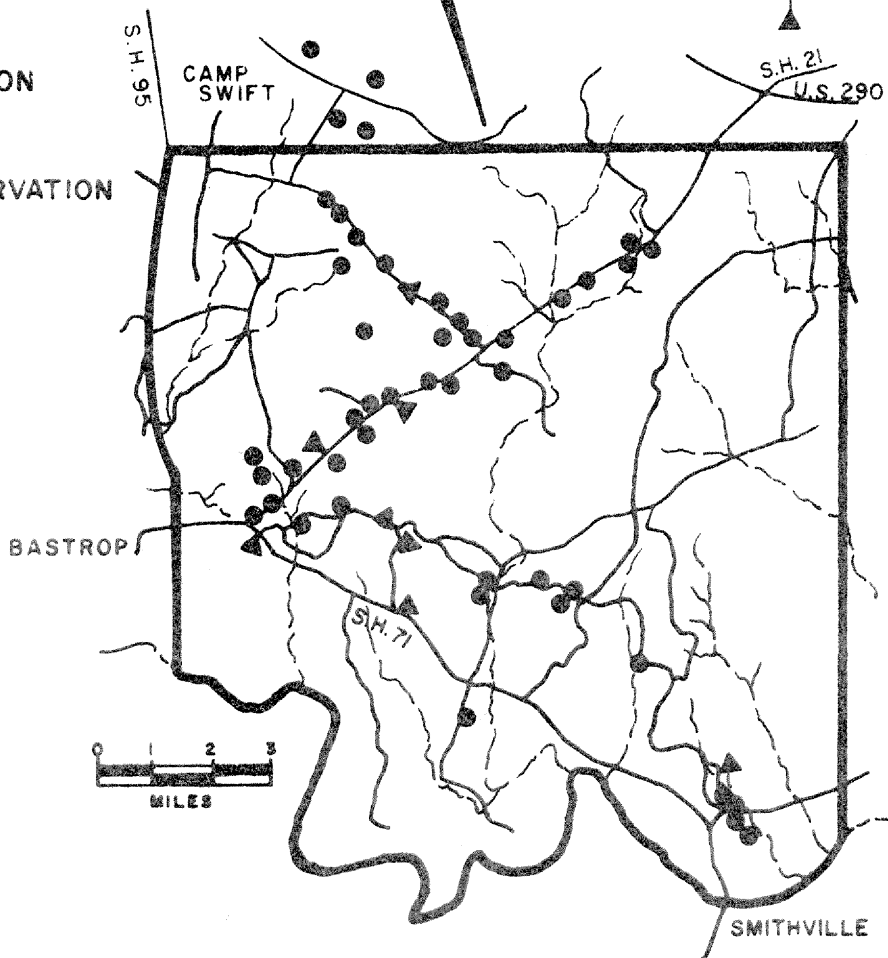 S.H. 95
ON
CAMP
SWIFT
S.H. 21
U.S. 290
RVATION
BASTROP
S.H. 71
0 1 2 3
MILES
SMITHVILLE